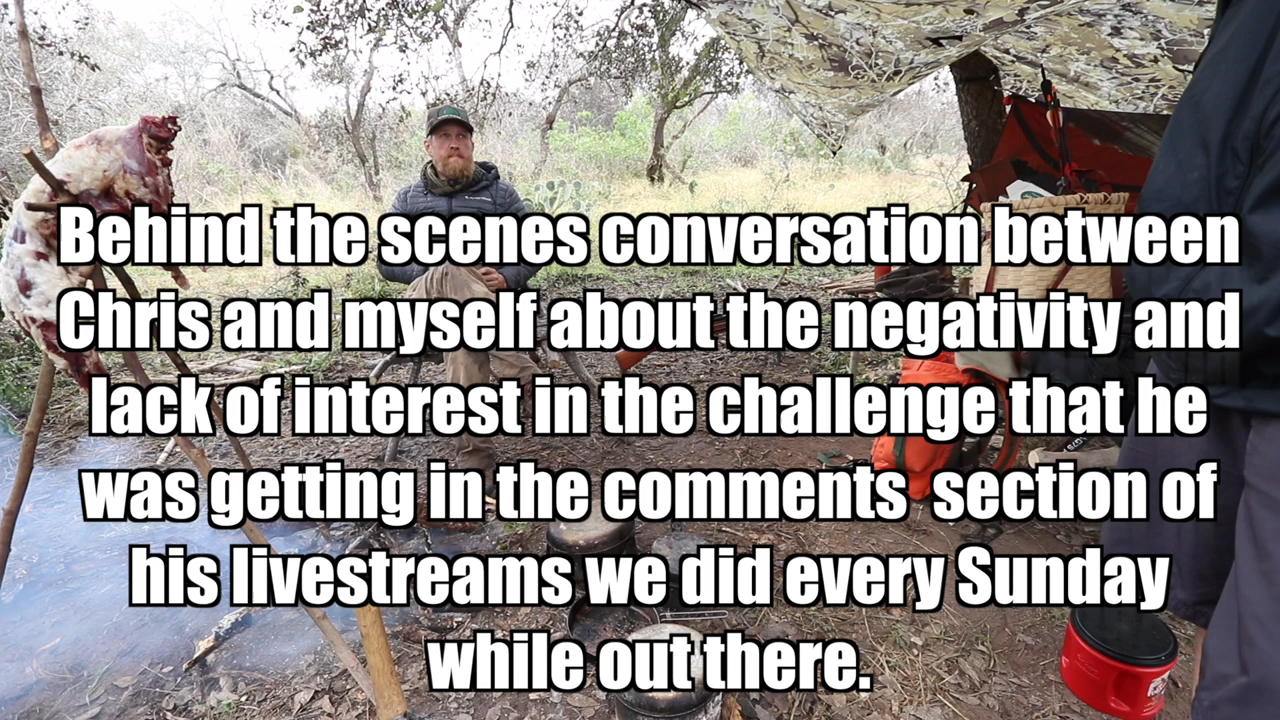 Behind the scenes conversation between
Chris and myself about the negativity and
lack of interest in the challenge that he
was getting in the comments  section of
his livestreams we did every Sunday
while out there.